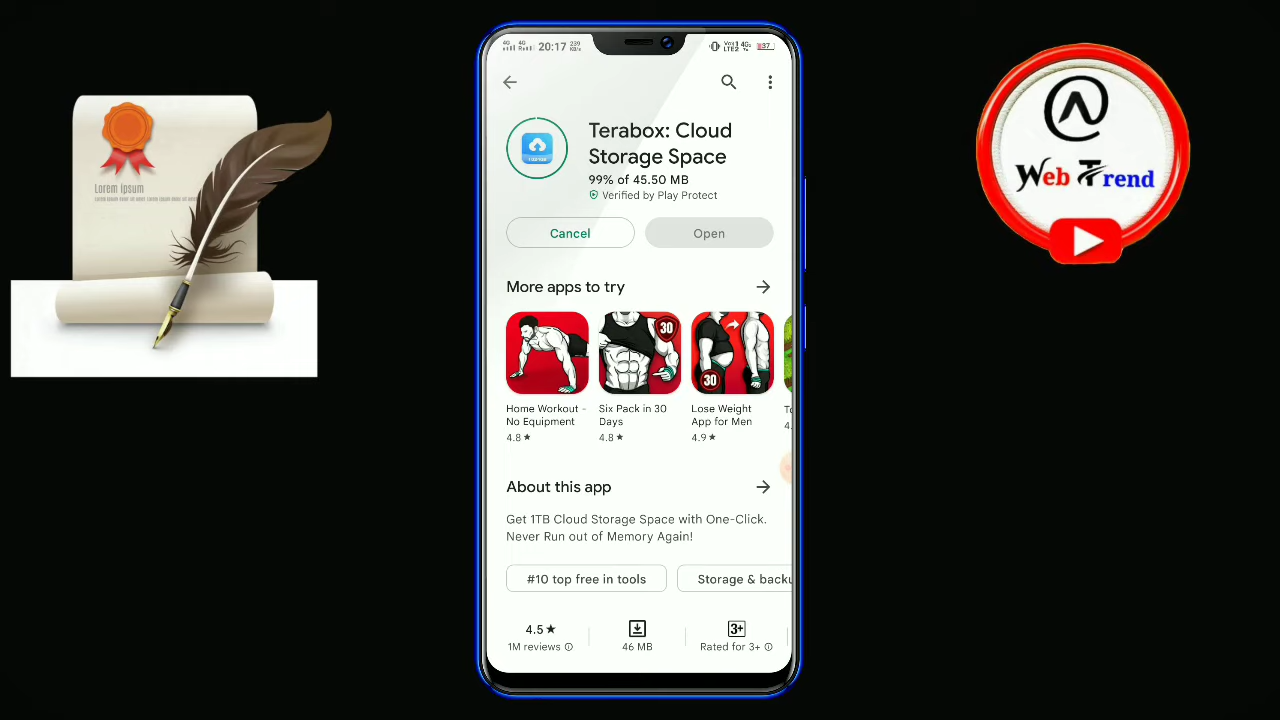 20:17
37
Terabox: Cloud
Storage Space
99% of 45.50 MB
Verified by Play Protect
Cancel
Open
More apps to try
30
30
Home Workout -
No Equipment
4.8★
Six Pack in 30
Days
4.8★
Lose Weight
App for Men
4.9★
About this app
Get 1TB Cloud Storage Space with One-Click.
Never Run out of Memory Again!
#10 top free in tools
Storage & backu
4.5★
1M reviews
46 MB
3+
Rated for 3+
Lorem Ipsum
Web Trend